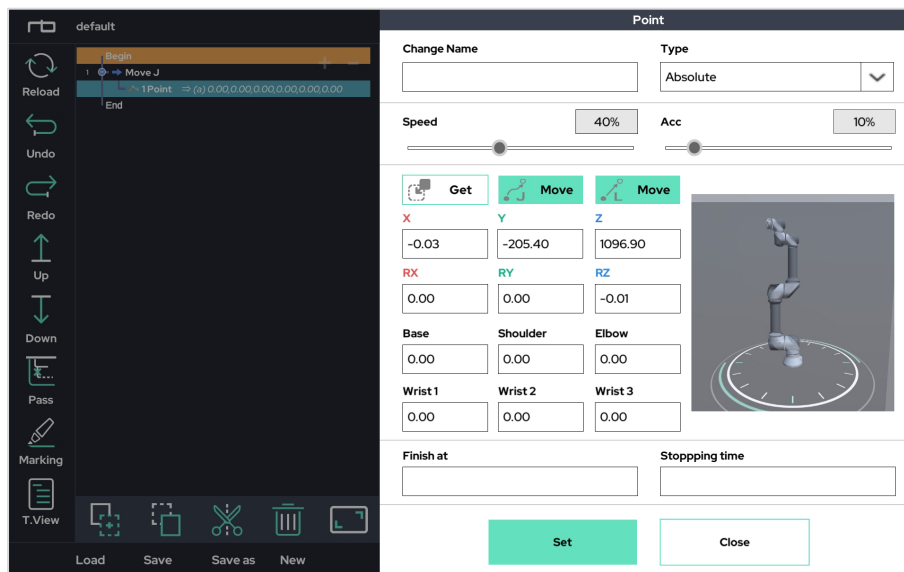 Point
default
Begin
1 Move J
1 Point ⇒ (a) 0.00,0.00,0.00,0.00,0.00,0.00
End
Reload
Undo
Redo
Up
Down
Pass
Marking
T.View
Load Save Save as New
Change Name Type
Absolute
Speed 40% Acc 10%
Get J Move L Move
X Y Z
-0.03 -205.40 1096.90
RX RY RZ
0.00 0.00 -0.01
Base Shoulder Elbow
0.00 0.00 0.00
Wrist 1 Wrist 2 Wrist 3
0.00 0.00 0.00
Finish at Stoppping time
Set Close